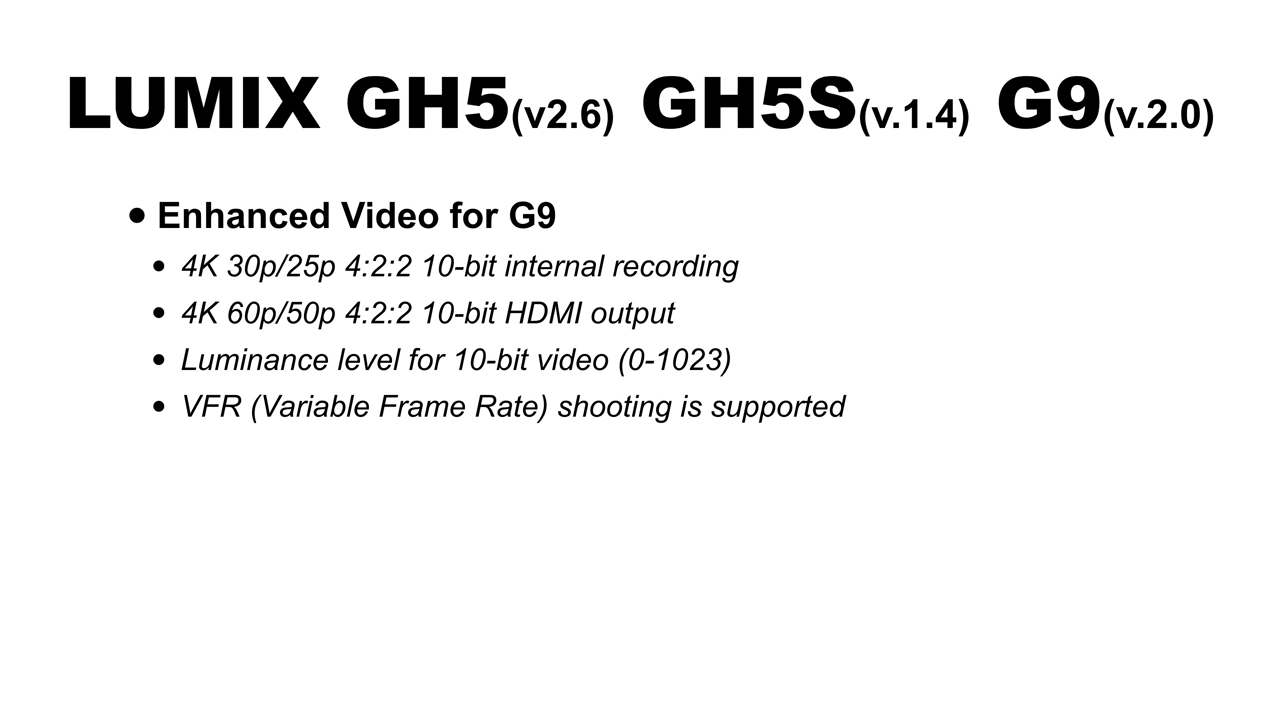 LUMIX GH5(v2.6) GH5S(v.1.4) G9(v.2.0)
• Enhanced Video for G9
• 4K 30p/25p 4:2:2 10-bit internal recording
• 4K 60p/50p 4:2:2 10-bit HDMI output
• Luminance level for 10-bit video (0-1023)
• VFR (Variable Frame Rate) shooting is supported